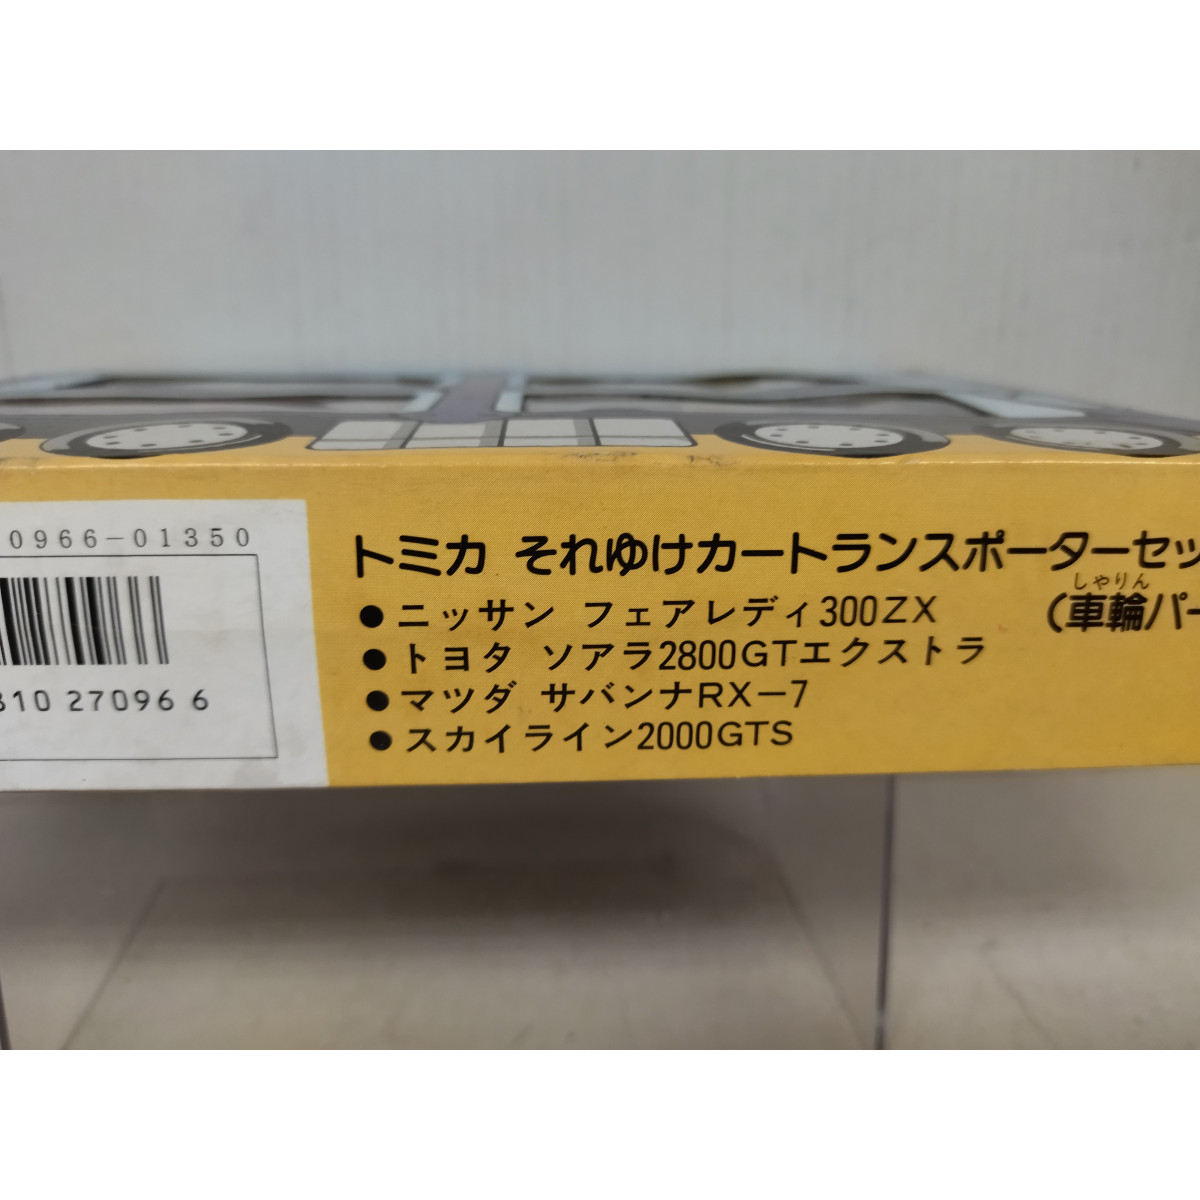 0966-01350
810 27096 6
トミカ それゆけカートランスポーターセッ
しゃりん
(車輪パー
●ニッサン フェアレディ300ZX
●トヨタ ソアラ2800GTエクストラ
●マツダ サバンナRX-7
●スカイライン2000GTS